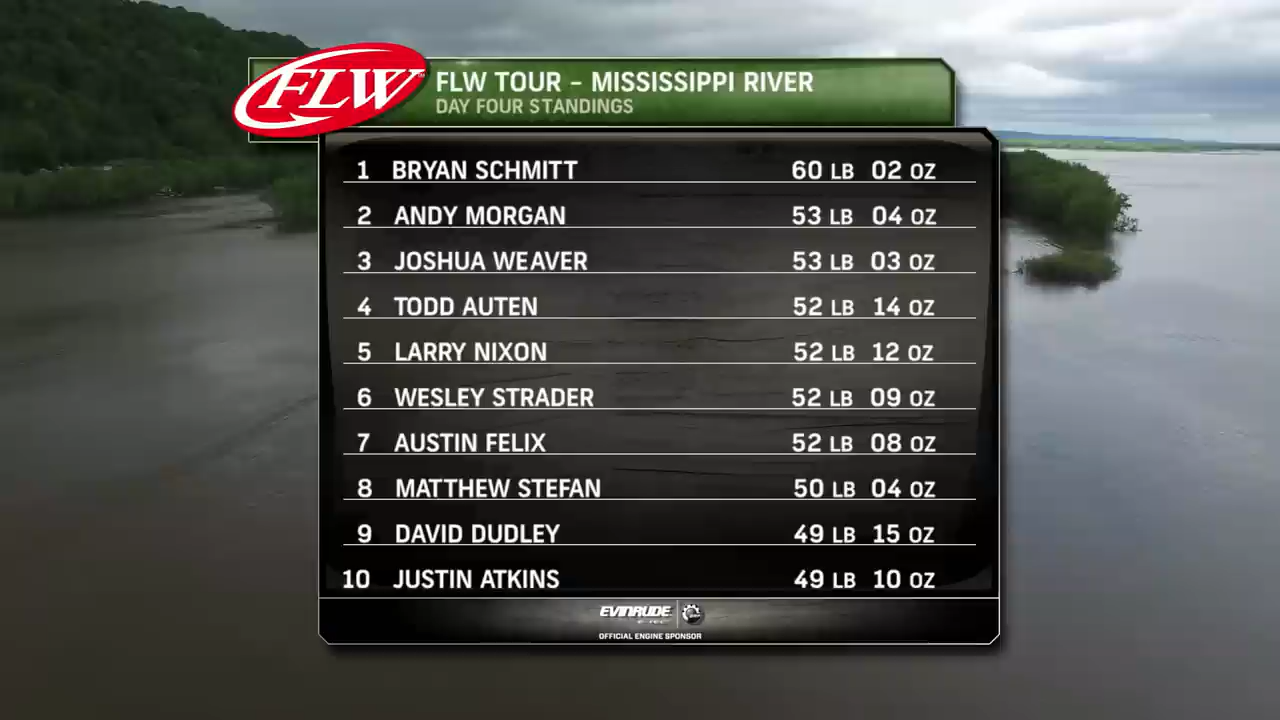 FLW
FLW TOUR - MISSISSIPPI RIVER
DAY FOUR STANDINGS
1 BRYAN SCHMITT 60 LB 02 OZ
2 ANDY MORGAN 53 LB 04 OZ
3 JOSHUA WEAVER 53 LB 03 OZ
4 TODD AUTEN 52 LB 14 OZ
5 LARRY NIXON 52 LB 12 OZ
6 WESLEY STRADER 52 LB 09 OZ
7 AUSTIN FELIX 52 LB 08 OZ
8 MATTHEW STEFAN 50 LB 04 OZ
9 DAVID DUDLEY 49 LB 15 OZ
10 JUSTIN ATKINS 49 LB 10 OZ
EVINRUDE
OFFICIAL ENGINE SPONSOR